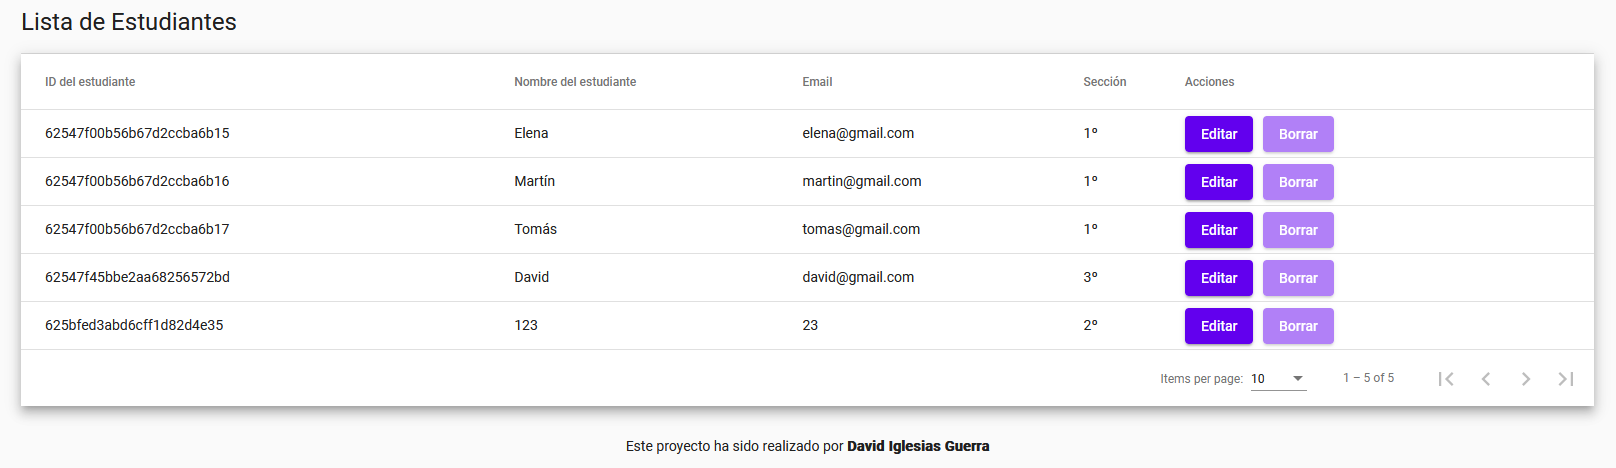 Lista de Estudiantes
ID del estudiante Nombre del estudiante Email Sección Acciones
62547f00b56b67d2ccba6b15 Elena elena@gmail.com 1º Editar Borrar
62547f00b56b67d2ccba6b16 Martín martin@gmail.com 1º Editar Borrar
62547f00b56b67d2ccba6b17 Tomás tomas@gmail.com 1º Editar Borrar
62547f45bbe2aa68256572bd David david@gmail.com 3º Editar Borrar
625bfed3abd6cff1d82d4e35 123 23 2º Editar Borrar
Items per page: 10 1 – 5 of 5
Este proyecto ha sido realizado por David Iglesias Guerra